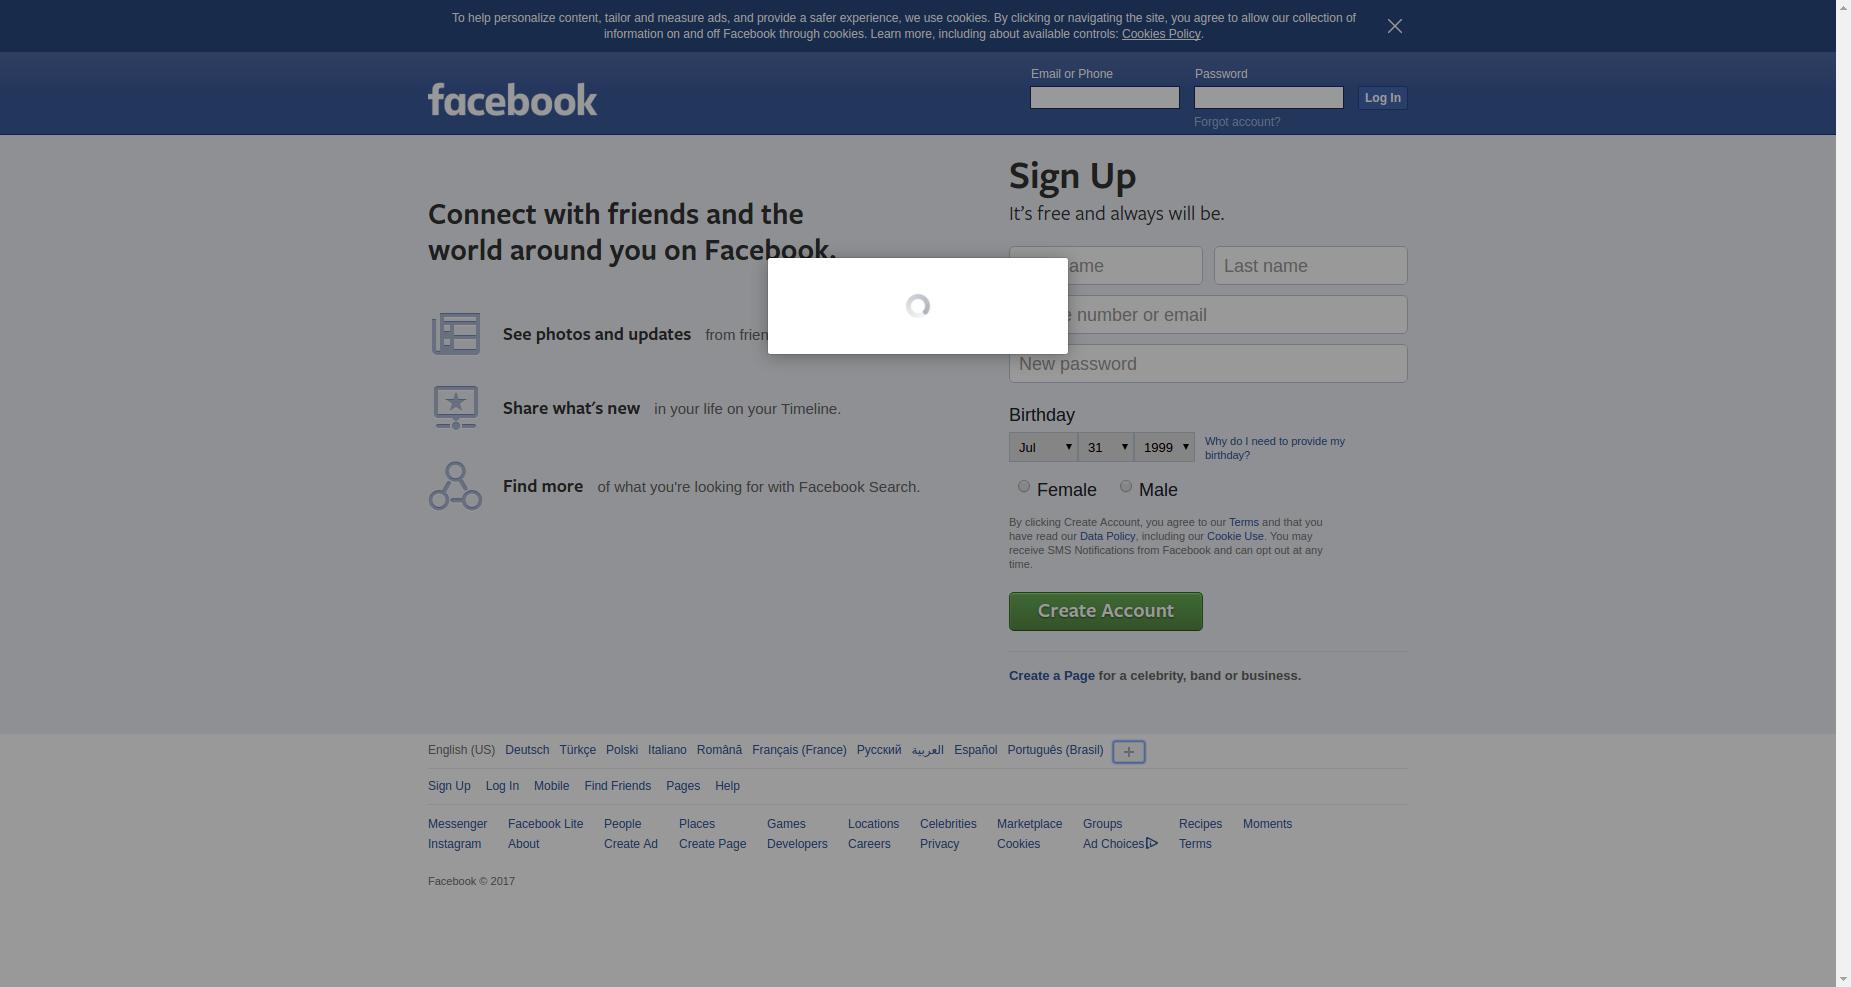 To help personalize content, tailor and measure ads, and provide a safer experience, we use cookies. By clicking or navigating the site, you agree to allow our collection of
information on and off Facebook through cookies. Learn more, including about available controls: Cookies Policy.
facebook
Email or Phone
Password
Log In
Forgot account?
Connect with friends and the
world around you on Facebook.
See photos and updates from frien
Share what's new in your life on your Timeline.
Find more of what you're looking for with Facebook Search.
Sign Up
It's free and always will be.
ame Last name
number or email
New password
Birthday
Jul 31 1999 Why do I need to provide my
birthday?
Female Male
By clicking Create Account, you agree to our Terms and that you
have read our Data Policy, including our Cookie Use. You may
receive SMS Notifications from Facebook and can opt out at any
time.
Create Account
Create a Page for a celebrity, band or business.
English (US) Deutsch Türkçe Polski Italiano Română Français (France) Русский العربية Español Português (Brasil)
Sign Up Log In Mobile Find Friends Pages Help
Messenger Facebook Lite People Places Games Locations Celebrities Marketplace Groups Recipes Moments
Instagram About Create Ad Create Page Developers Careers Privacy Cookies Ad Choices Terms
Facebook © 2017